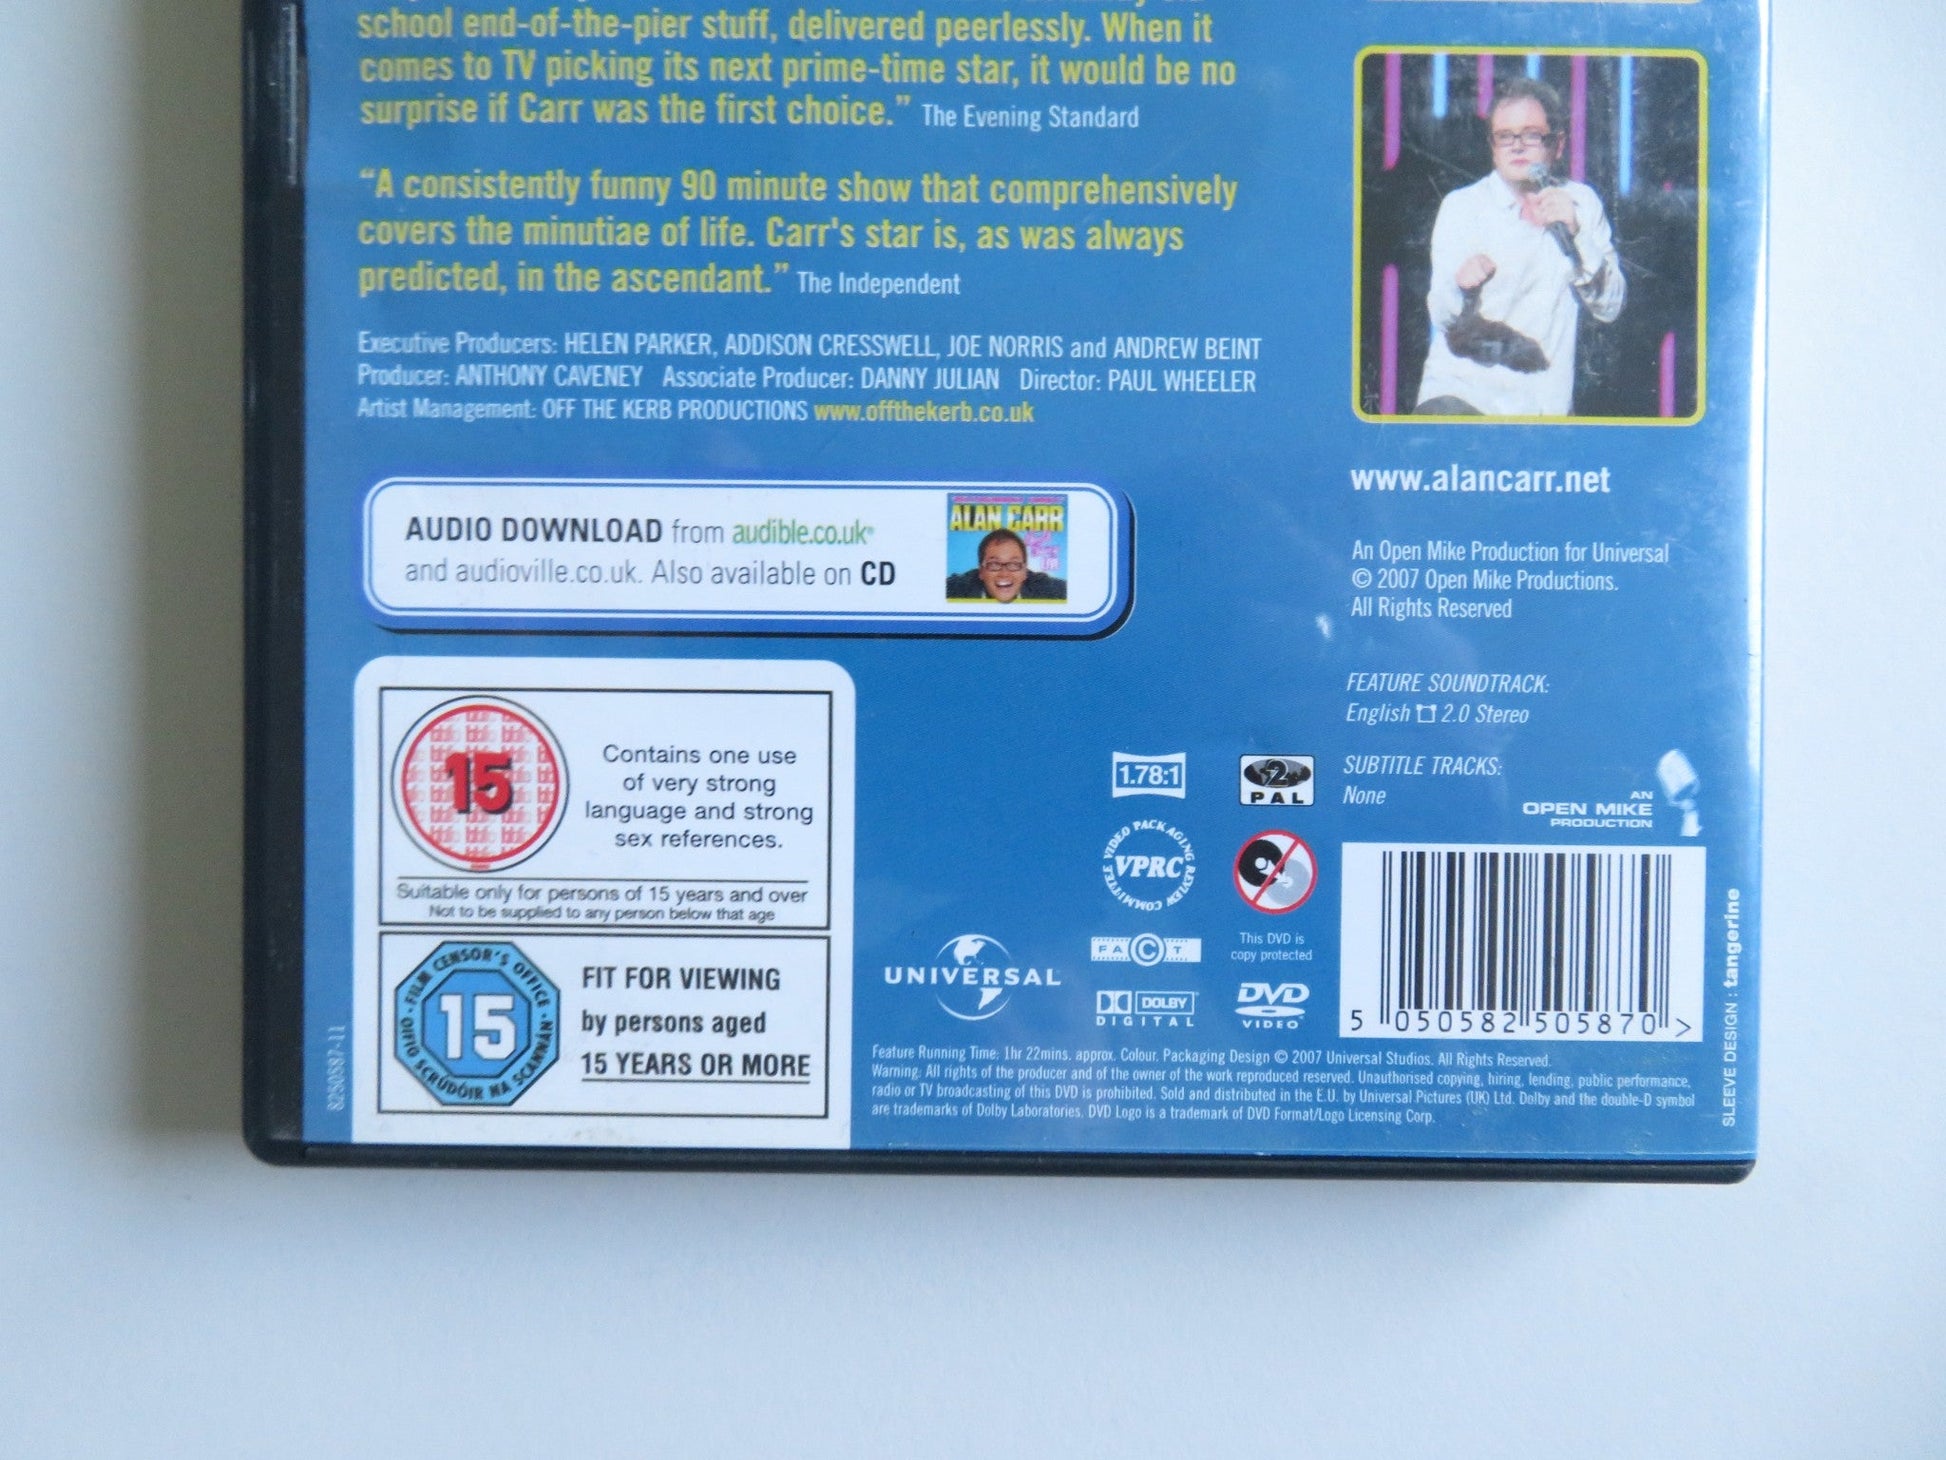 school end-of-the-pier stuff, delivered peerlessly. When it
comes to TV picking its next prime-time star, it would be no
surprise if Carr was the first choice.” The Evening Standard
“A consistently funny 90 minute show that comprehensively
covers the minutiae of life. Carr's star is, as was always
predicted, in the ascendant.” The Independent
Executive Producers: HELEN PARKER, ADDISON CRESSWELL, JOE NORRIS and ANDREW BEINT
Producer: ANTHONY CAVENEY Associate Producer: DANNY JULIAN Director: PAUL WHEELER
Artist Management: OFF THE KERB PRODUCTIONS www.offthekerb.co.uk
AUDIO DOWNLOAD from audible.co.uk®
and audioville.co.uk. Also available on CD
ALAN CARR
LIVE
www.alancarr.net
An Open Mike Production for Universal
© 2007 Open Mike Productions.
All Rights Reserved
FEATURE SOUNDTRACK:
English 2.0 Stereo
SUBTITLE TRACKS:
None
AN
OPEN MIKE
PRODUCTION
15
Contains one use
of very strong
language and strong
sex references.
Suitable only for persons of 15 years and over
Not to be supplied to any person below that age
FILM CENSOR'S OFFICE
15
OIFIG SCRÚDÓIR NA SCANNÁN
FIT FOR VIEWING
by persons aged
15 YEARS OR MORE
8250587-11
1.78:1
2
PAL
VIDEO PACKAGING REVIEW COMMITTEE
VPRC
FACT
This DVD is
copy protected
UNIVERSAL
DOLBY
DIGITAL
DVD
VIDEO
5 050582 505870 >
SLEEVE DESIGN : tangerine
Feature Running Time: 1hr 22mins. approx. Colour. Packaging Design © 2007 Universal Studios. All Rights Reserved.
Warning: All rights of the producer and of the owner of the work reproduced reserved. Unauthorised copying, hiring, lending, public performance,
radio or TV broadcasting of this DVD is prohibited. Sold and distributed in the E.U. by Universal Pictures (UK) Ltd. Dolby and the double-D symbol
are trademarks of Dolby Laboratories. DVD Logo is a trademark of DVD Format/Logo Licensing Corp.